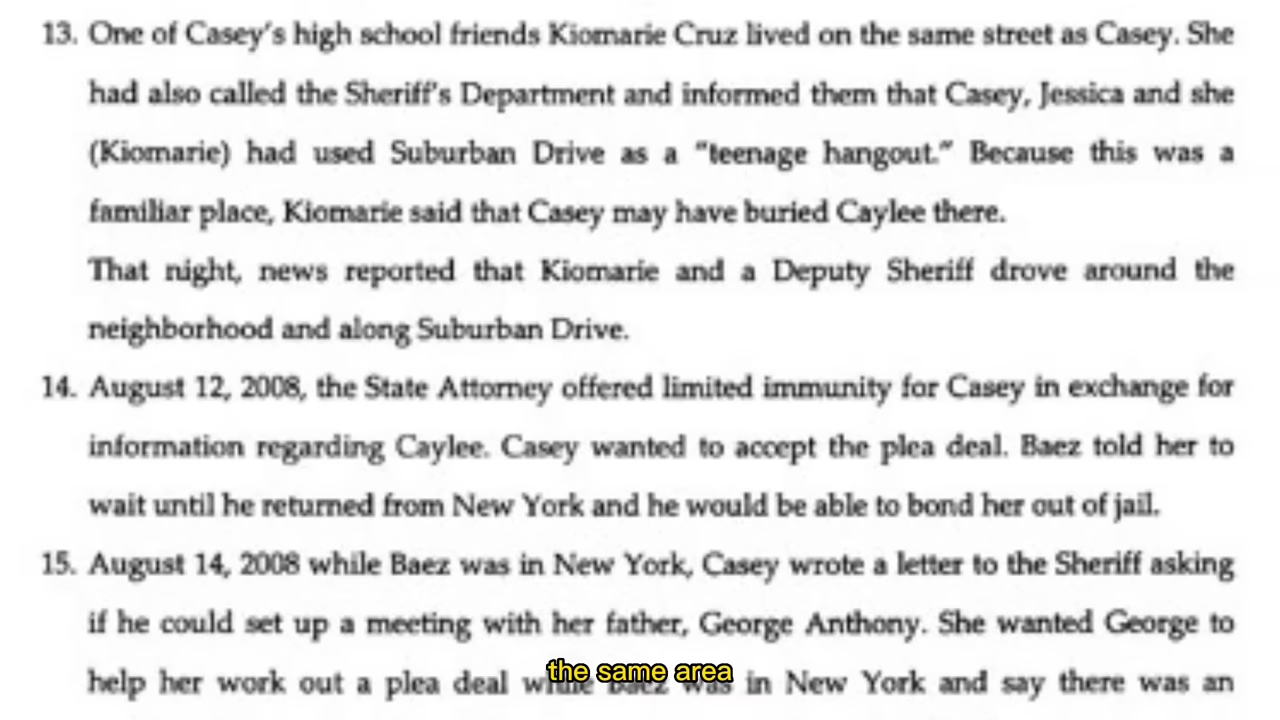 13. One of Casey's high school friends Kiomarie Cruz lived on the same street as Casey. She
had also called the Sheriff's Department and informed them that Casey, Jessica and she
(Kiomarie) had used Suburban Drive as a "teenage hangout." Because this was a
familiar place, Kiomarie said that Casey may have buried Caylee there.
That night, news reported that Kiomarie and a Deputy Sheriff drove around the
neighborhood and along Suburban Drive.
14. August 12, 2008, the State Attorney offered limited immunity for Casey in exchange for
information regarding Caylee. Casey wanted to accept the plea deal. Baez told her to
wait until he returned from New York and he would be able to bond her out of jail.
15. August 14, 2008 while Baez was in New York, Casey wrote a letter to the Sheriff asking
if he could set up a meeting with her father, George Anthony. She wanted George to
help her work out a plea deal while Baez was in New York and say there was an
the same area